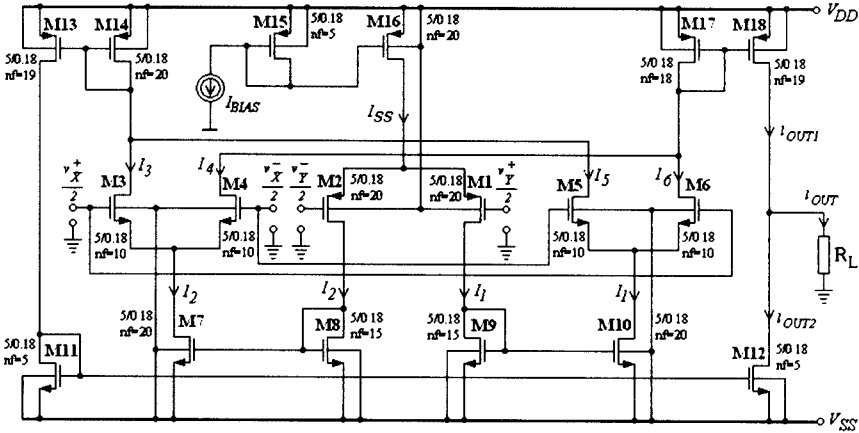 M13
M14
M15
M16
M17
M18
V_DD
5/0.18
nf=19
5/0.18
nf=20
5/0.18
nf=5
5/0.18
nf=20
5/0.18
nf=18
5/0.18
nf=19
I_BIAS
I_SS
i_OUT1
I_3
I_4
I_5
I_6
v_X^+
2
M3
M4
v_X^-
2
v_Y^-
2
M2
5/0.18
nf=20
5/0.18
nf=20
M1
v_Y^+
2
M5
M6
i_OUT
R_L
5/0.18
nf=10
5/0.18
nf=10
5/0.18
nf=10
5/0.18
nf=10
I_2
I_2
I_1
I_1
i_OUT2
5/0.18
nf=20
M7
M8
5/0.18
nf=15
5/0.18
nf=15
M9
M10
5/0.18
nf=20
5/0.18
nf=5
M11
M12
5/0.18
nf=5
V_SS